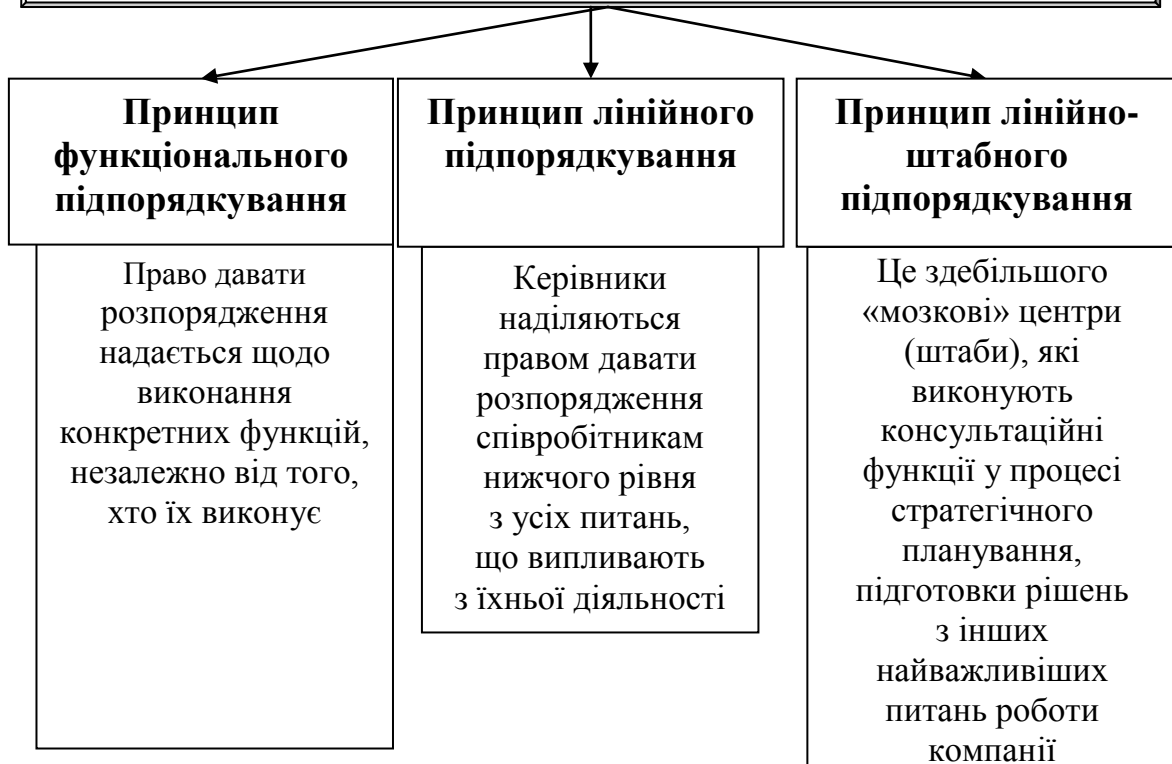 Принцип
функціонального
підпорядкування
Право давати
розпорядження
надається щодо
виконання
конкретних функцій,
незалежно від того,
хто їх виконує
Принцип лінійного
підпорядкування
Керівники
наділяються
правом давати
розпорядження
співробітникам
нижчого рівня
з усіх питань,
що випливають
з їхньої діяльності
Принцип лінійно-
штабного
підпорядкування
Це здебільшого
«мозкові» центри
(штаби), які
виконують
консультаційні
функції у процесі
стратегічного
планування,
підготовки рішень
з інших
найважливіших
питань роботи
компанії